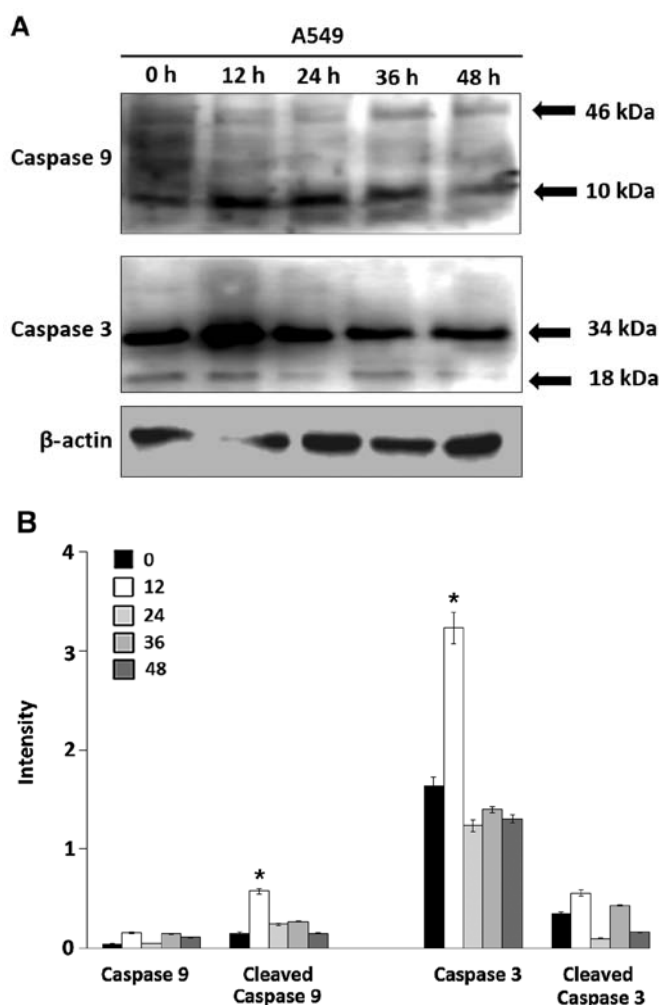 A
A549
0 h 12 h 24 h 36 h 48 h
Caspase 9
46 kDa
10 kDa
Caspase 3
34 kDa
18 kDa
β-actin
B
Intensity
4
3
2
1
0
0
12
24
36
48
*
*
Caspase 9
Cleaved
Caspase 9
Caspase 3
Cleaved
Caspase 3